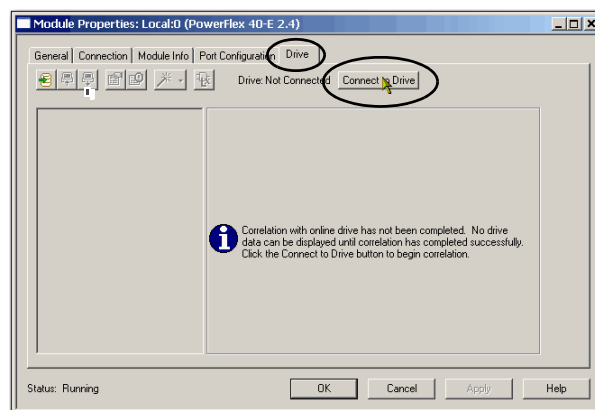 Module Properties: Local:0 (PowerFlex 40-E 2.4)
General Connection Module Info Port Configuration Drive
Drive: Not Connected Connect to Drive
Correlation with online drive has not been completed. No drive
data can be displayed until correlation has completed successfully.
Click the Connect to Drive button to begin correlation.
Status: Running OK Cancel Apply Help